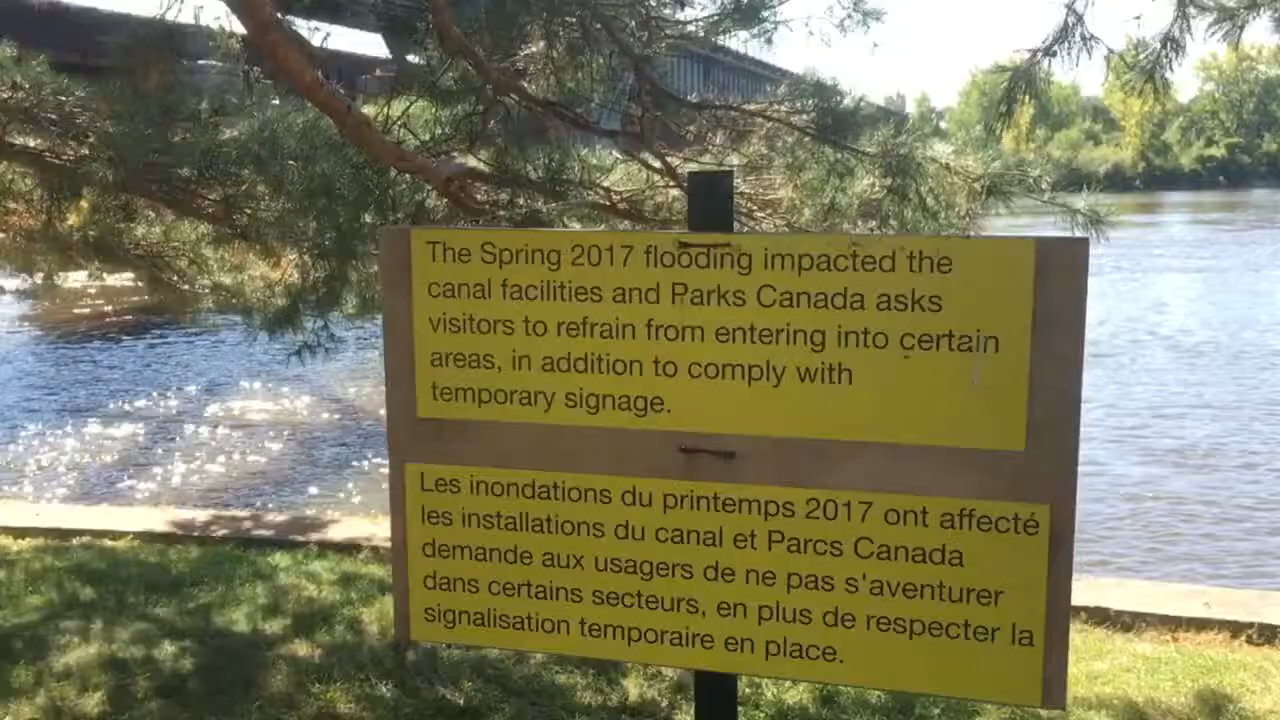 The Spring 2017 flooding impacted the
canal facilities and Parks Canada asks
visitors to refrain from entering into certain
areas, in addition to comply with
temporary signage.
Les inondations du printemps 2017 ont affecté
les installations du canal et Parcs Canada
demande aux usagers de ne pas s'aventurer
dans certains secteurs, en plus de respecter la
signalisation temporaire en place.